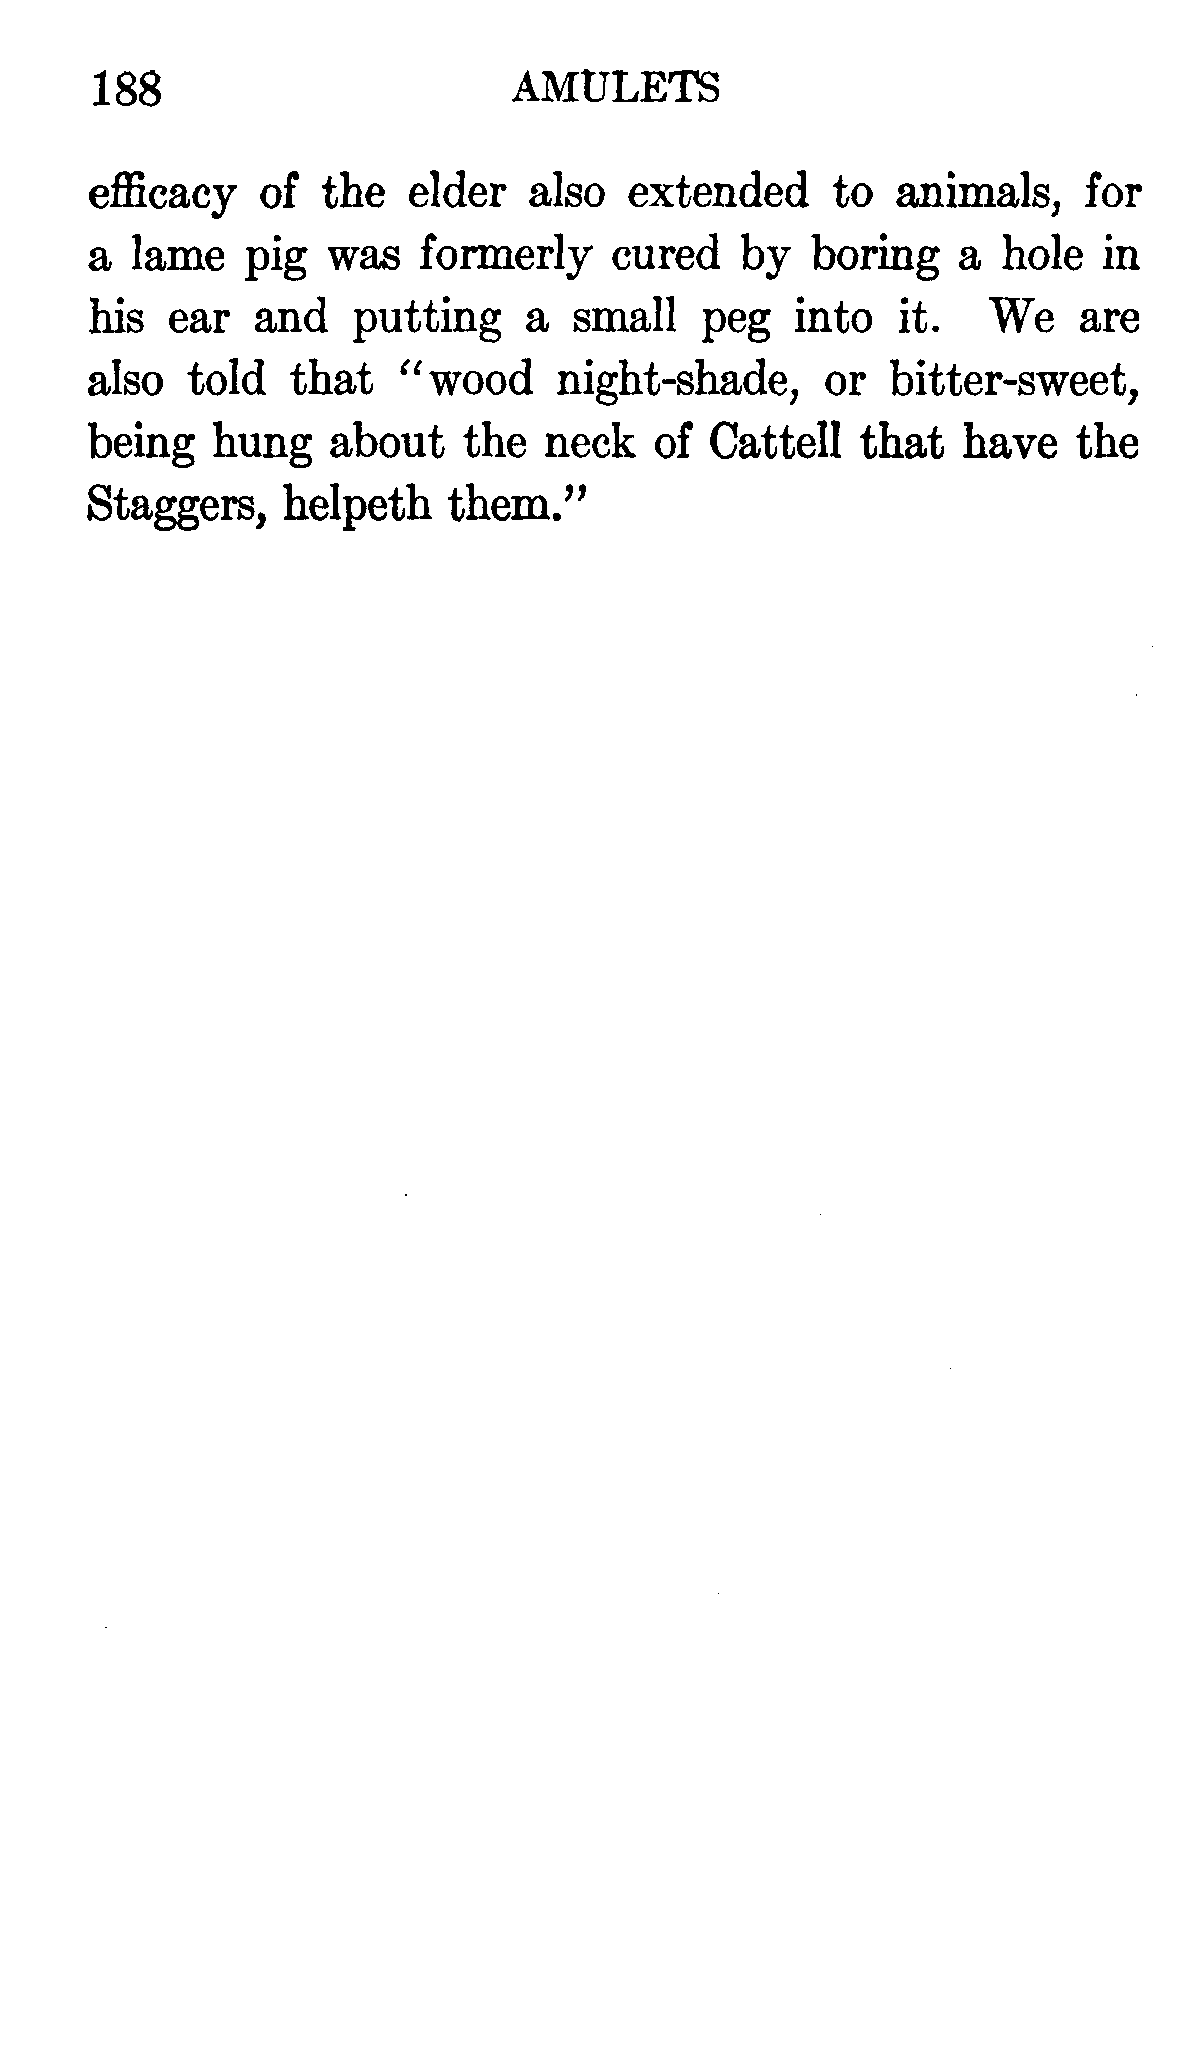 188 AMULETS
efficacy of the elder also extended to animals, for
a lame pig was formerly cured by boring a hole in
his ear and putting a small peg into it. We are
also told that “wood night-shade, or bitter-sweet,
being hung about the neck of Cattell that have the
Staggers, helpeth them.”